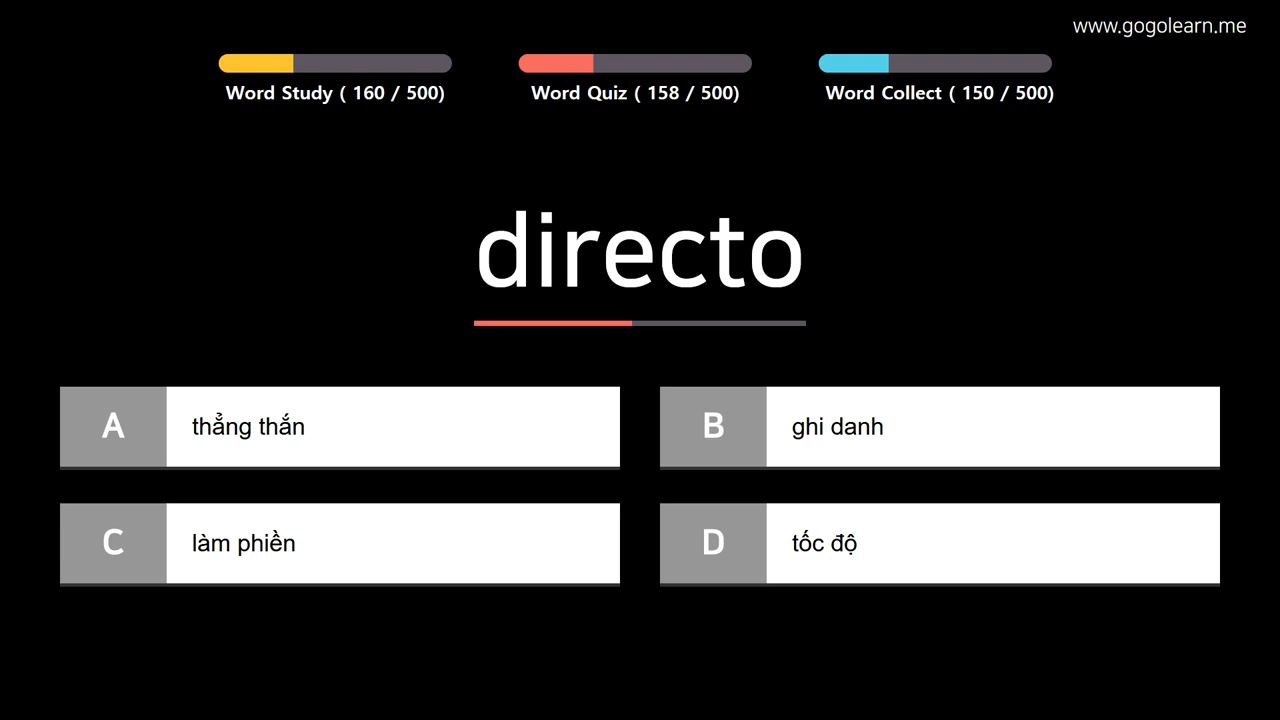 www.gogolearn.me
Word Study ( 160 / 500)
Word Quiz ( 158 / 500)
Word Collect ( 150 / 500)
directo
A
thẳng thắn
B
ghi danh
C
làm phiền
D
tốc độ